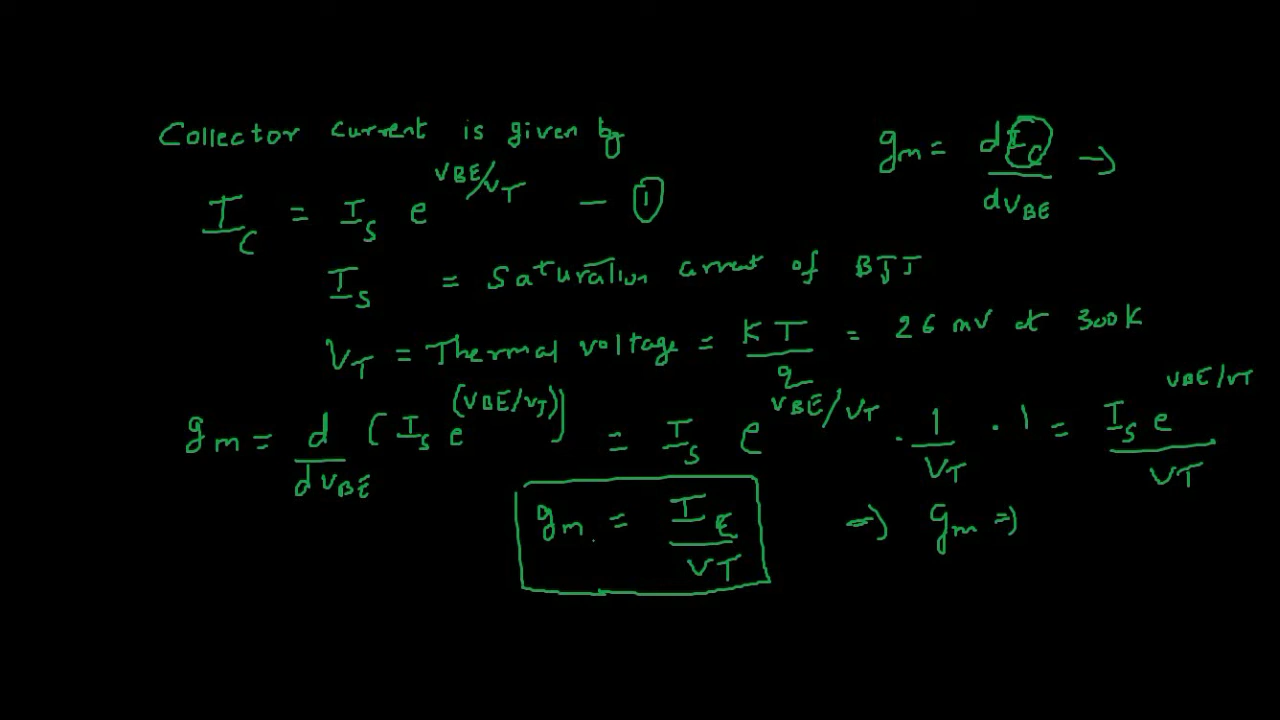 Collector current is given by
gm = dIC / dVBE →
IC = IS e^VBE/VT — ①
IS = Saturation current of BJT
VT = Thermal voltage = KT / q = 26 mV at 300K
gm = d / dVBE [IS e^(VBE/VT)] = IS e^VBE/VT · 1 / VT · 1 = IS e^VBE/VT / VT
gm = IE / VT ⇒ gm ⇒